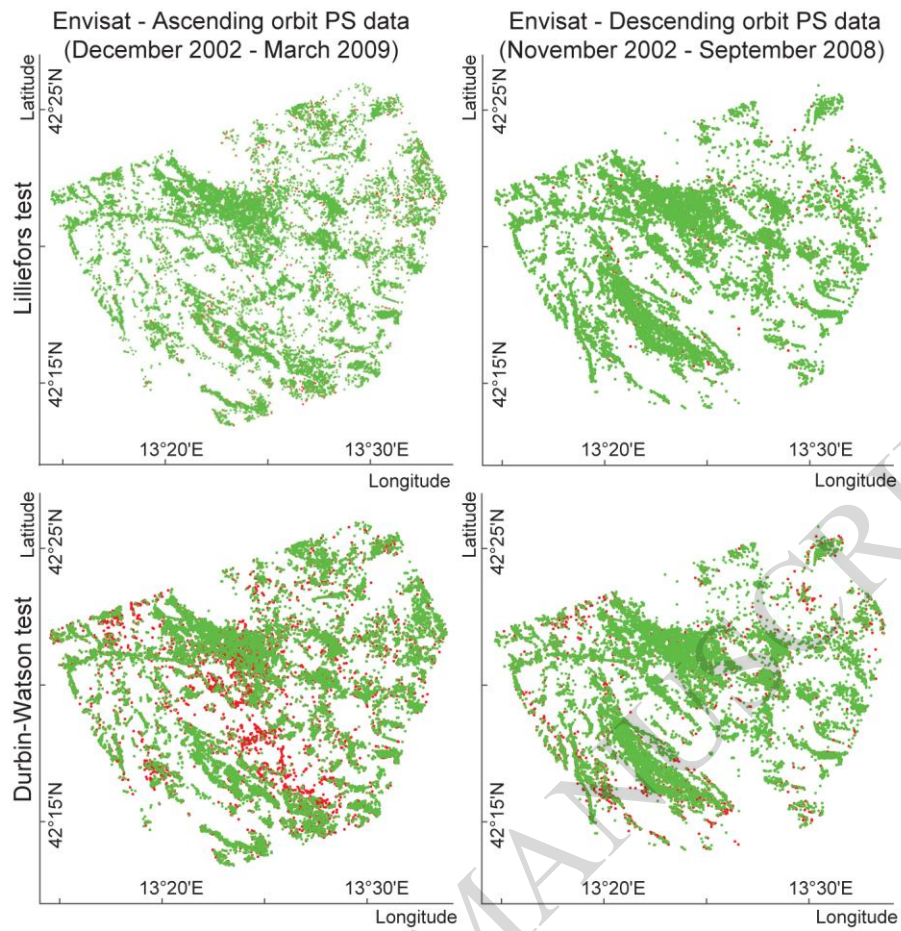 Envisat - Ascending orbit PS data
(December 2002 - March 2009)
Envisat - Descending orbit PS data
(November 2002 - September 2008)
Lilliefors test
Latitude
42°25'N
42°15'N
13°20'E
13°30'E
Longitude
Latitude
42°25'N
42°15'N
13°20'E
13°30'E
Longitude
Durbin-Watson test
Latitude
42°25'N
42°15'N
13°20'E
13°30'E
Longitude
Latitude
42°25'N
42°15'N
13°20'E
13°30'E
Longitude
MANUSCRI